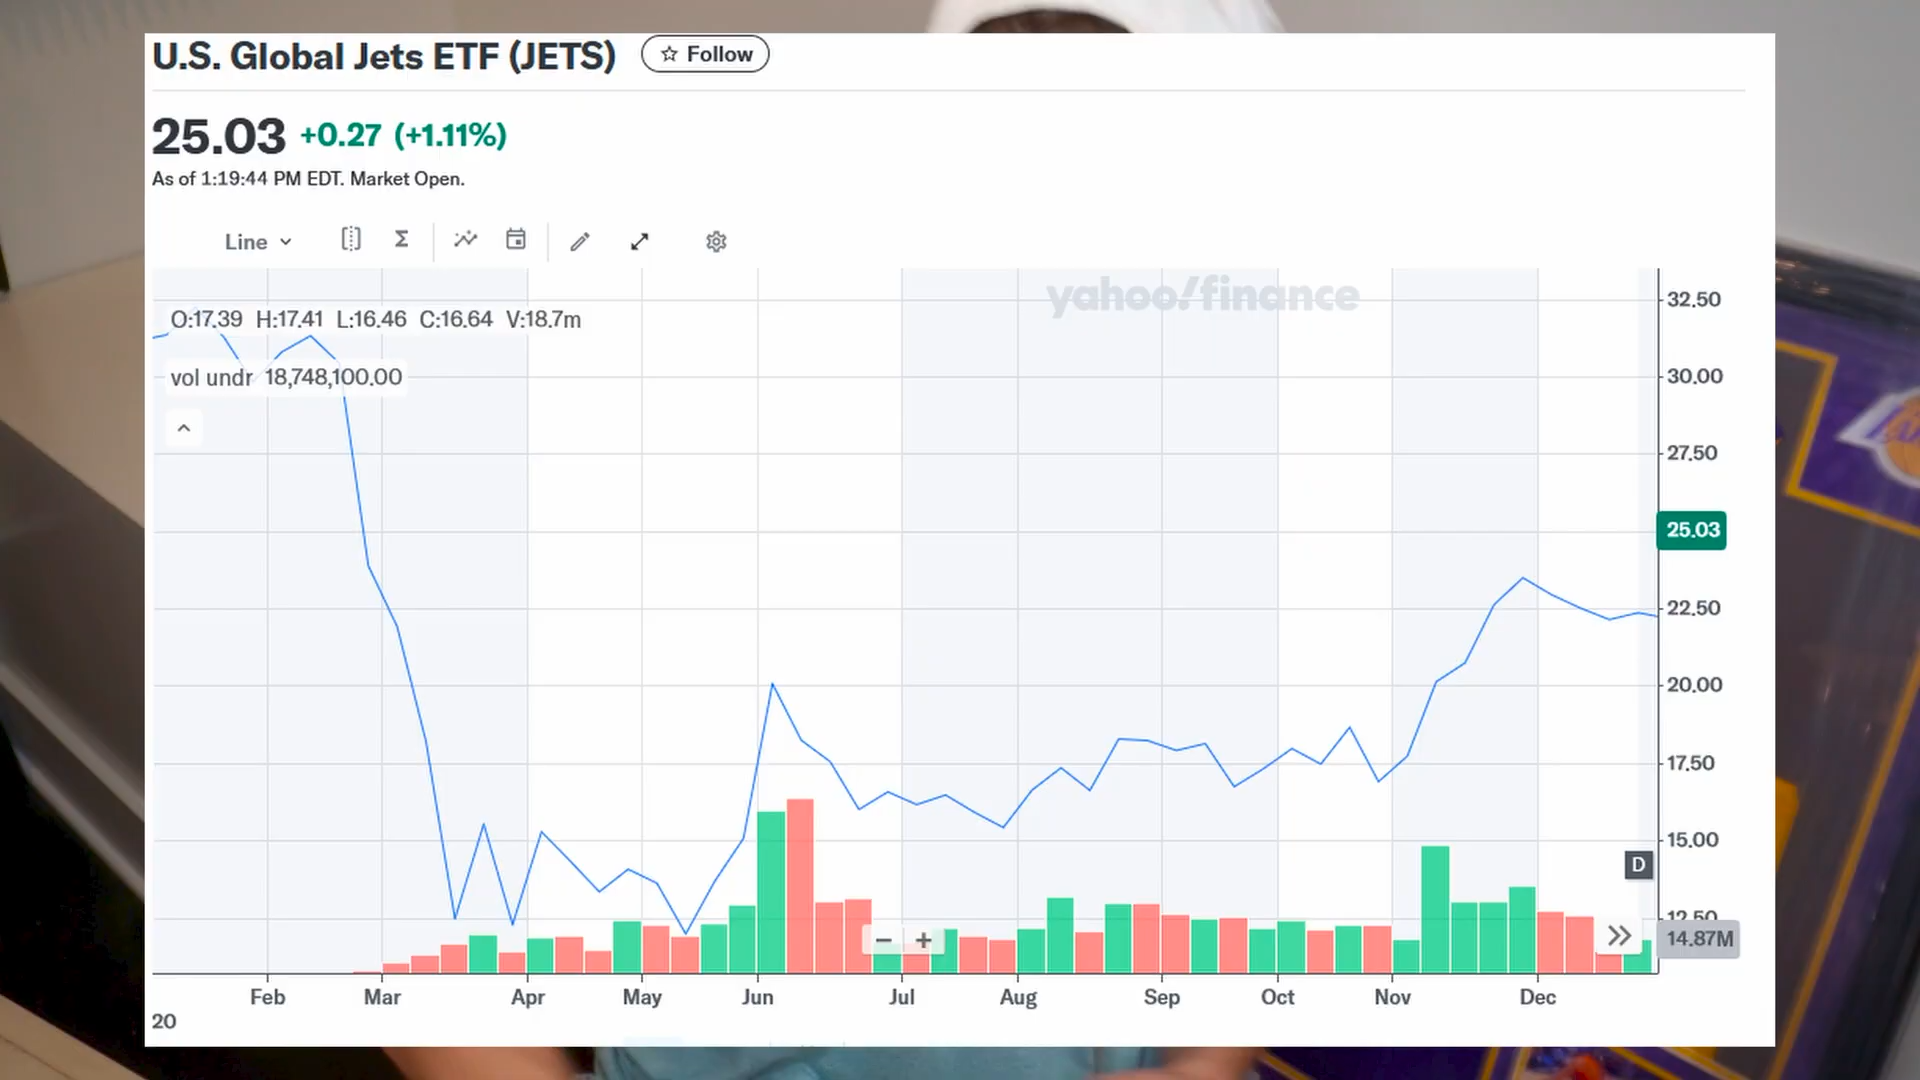 U.S. Global Jets ETF (JETS) ☆ Follow
25.03 +0.27 (+1.11%)
As of 1:19:44 PM EDT. Market Open.
Line Σ
yahoo!finance
O:17.39 H:17.41 L:16.46 C:16.64 V:18.7m
vol undr 18,748,100.00
32.50
30.00
27.50
25.03
22.50
20.00
17.50
15.00
D
12.50
14.87M
− +
Feb Mar Apr May Jun Jul Aug Sep Oct Nov Dec
20